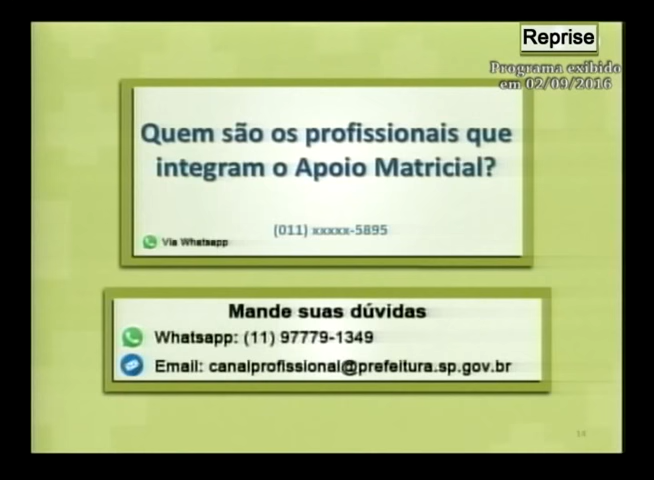 Reprise
Programa exibido
em 02/09/2016
Quem são os profissionais que
integram o Apoio Matricial?
(011) xxxxx-5895
Via Whatsapp
Mande suas dúvidas
Whatsapp: (11) 97779-1349
Email: canalprofissional@prefeitura.sp.gov.br
14